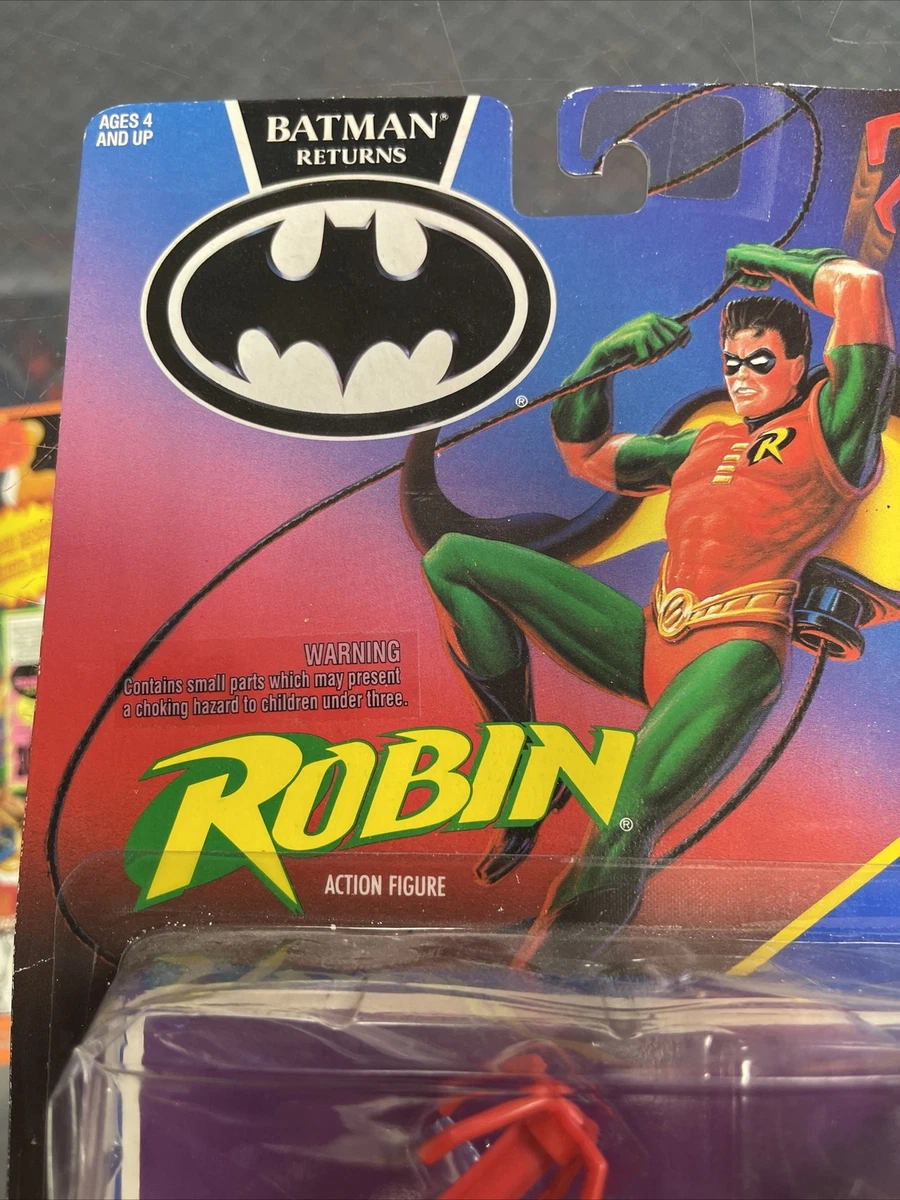 AGES 4
AND UP
BATMAN®
RETURNS
®
R
WARNING
Contains small parts which may present
a choking hazard to children under three.
ROBIN®
ACTION FIGURE